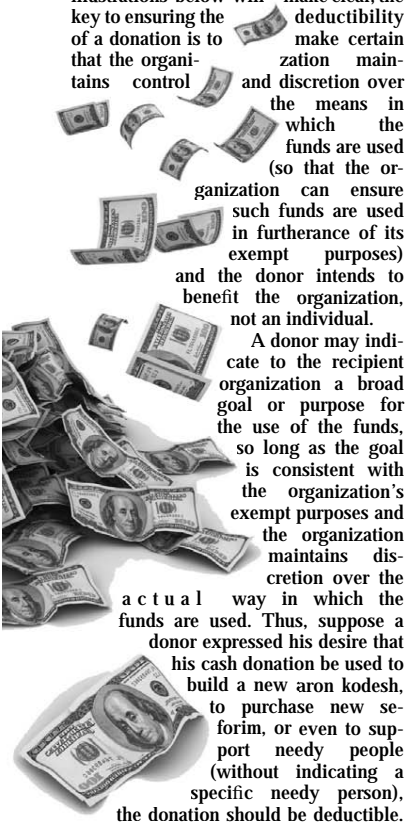 key to ensuring the deductibility
of a donation is to make certain
that the organi- zation main-
tains control and discretion over
the means in
which the
funds are used
(so that the or-
ganization can ensure
such funds are used
in furtherance of its
exempt purposes)
and the donor intends to
benefit the organization,
not an individual.
A donor may indi-
cate to the recipient
organization a broad
goal or purpose for
the use of the funds,
so long as the goal
is consistent with
the organization's
exempt purposes and
the organization
maintains dis-
cretion over the
actual way in which the
funds are used. Thus, suppose a
donor expressed his desire that
his cash donation be used to
build a new aron kodesh,
to purchase new se-
forim, or even to sup-
port needy people
(without indicating a
specific needy person),
the donation should be deductible.